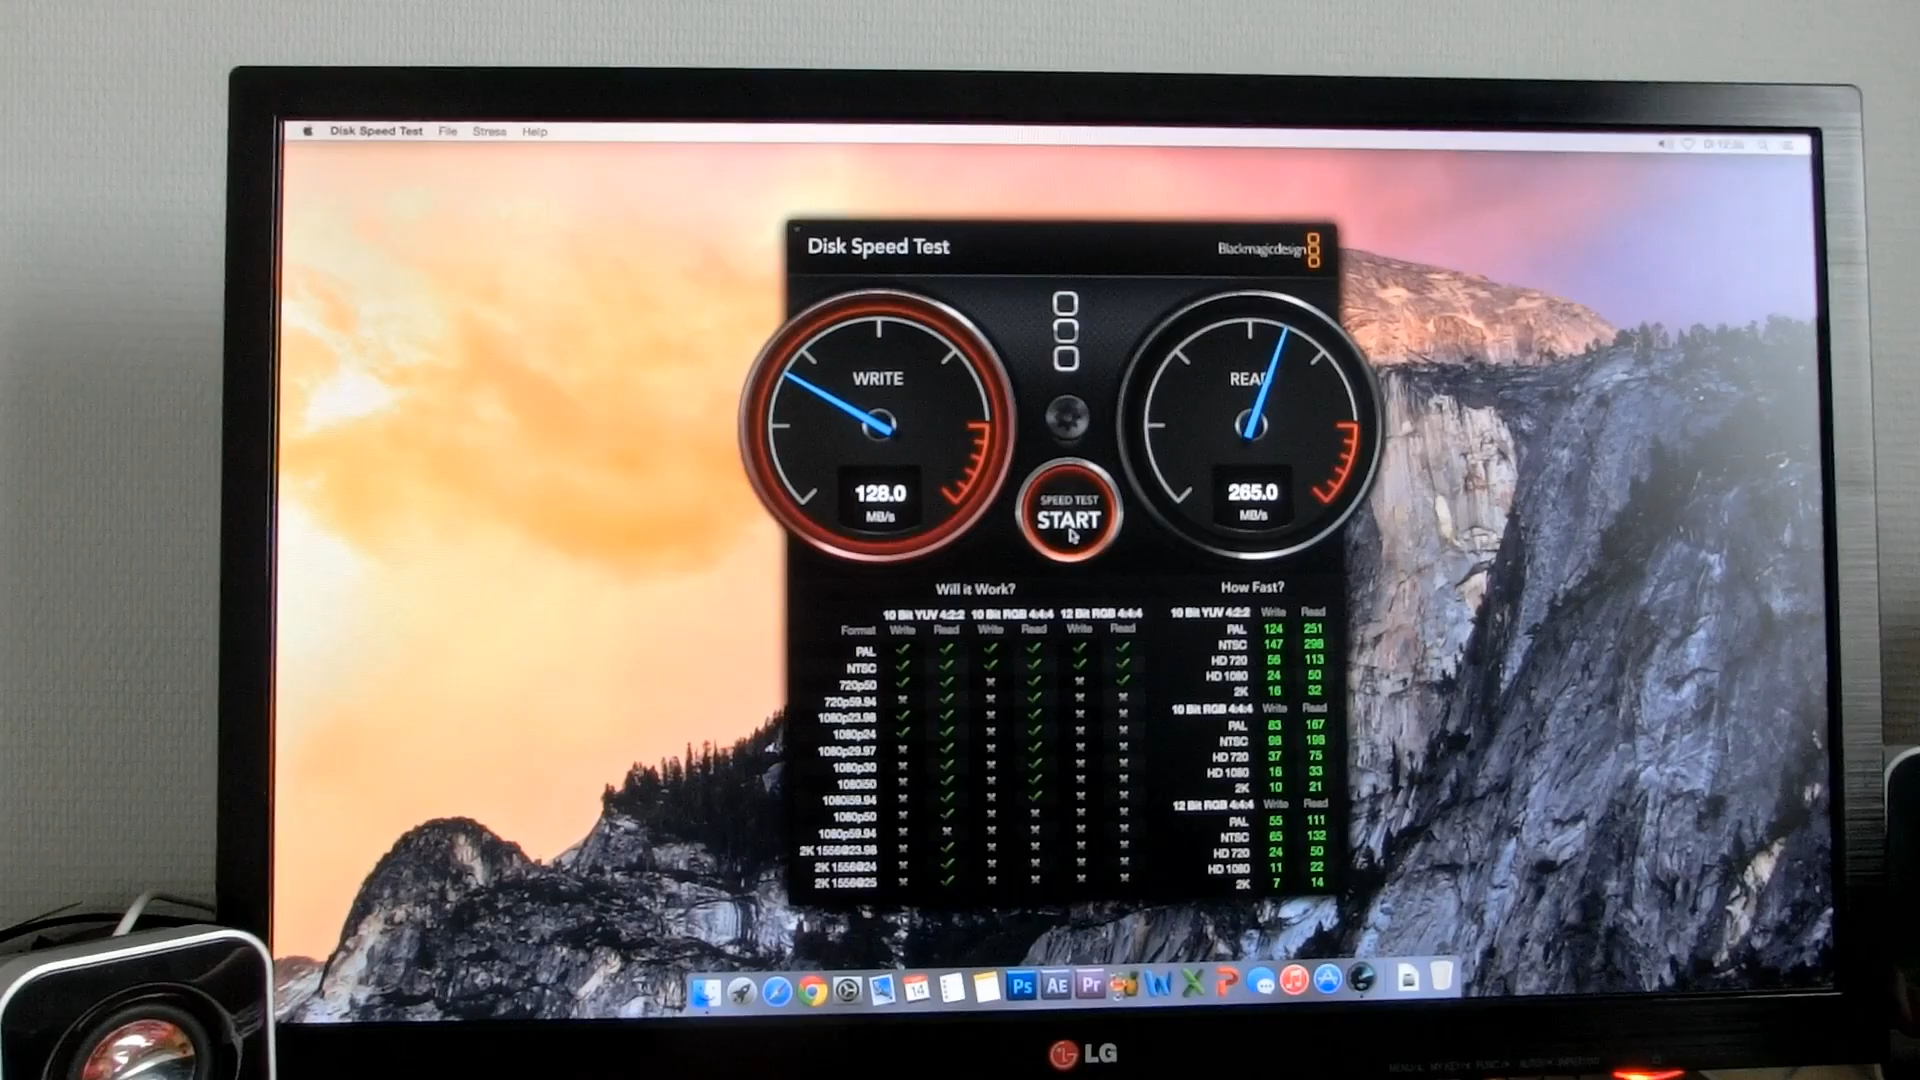 Disk Speed Test File Stress Help
Disk Speed Test
Blackmagicdesign
WRITE
128.0
MB/s
SPEED TEST
START
READ
265.0
MB/s
Will it Work?
10 Bit YUV 4:2:2 10 Bit RGB 4:4:4 12 Bit RGB 4:4:4
Format Write Read Write Read Write Read
PAL
NTSC
720p50
720p59.94
1080p23.98
1080p24
1080p29.97
1080p30
1080i50
1080i59.94
1080p50
1080p59.94
2K 1556@23.98
2K 1556@24
2K 1556@25
How Fast?
10 Bit YUV 4:2:2 Write Read
PAL 124 251
NTSC 147 298
HD 720 56 113
HD 1080 24 50
2K 16 32
10 Bit RGB 4:4:4 Write Read
PAL 83 167
NTSC 98 198
HD 720 37 75
HD 1080 16 33
2K 10 21
12 Bit RGB 4:4:4 Write Read
PAL 55 111
NTSC 65 132
HD 720 24 50
HD 1080 11 22
2K 7 14
14
Ps AE Pr
LG